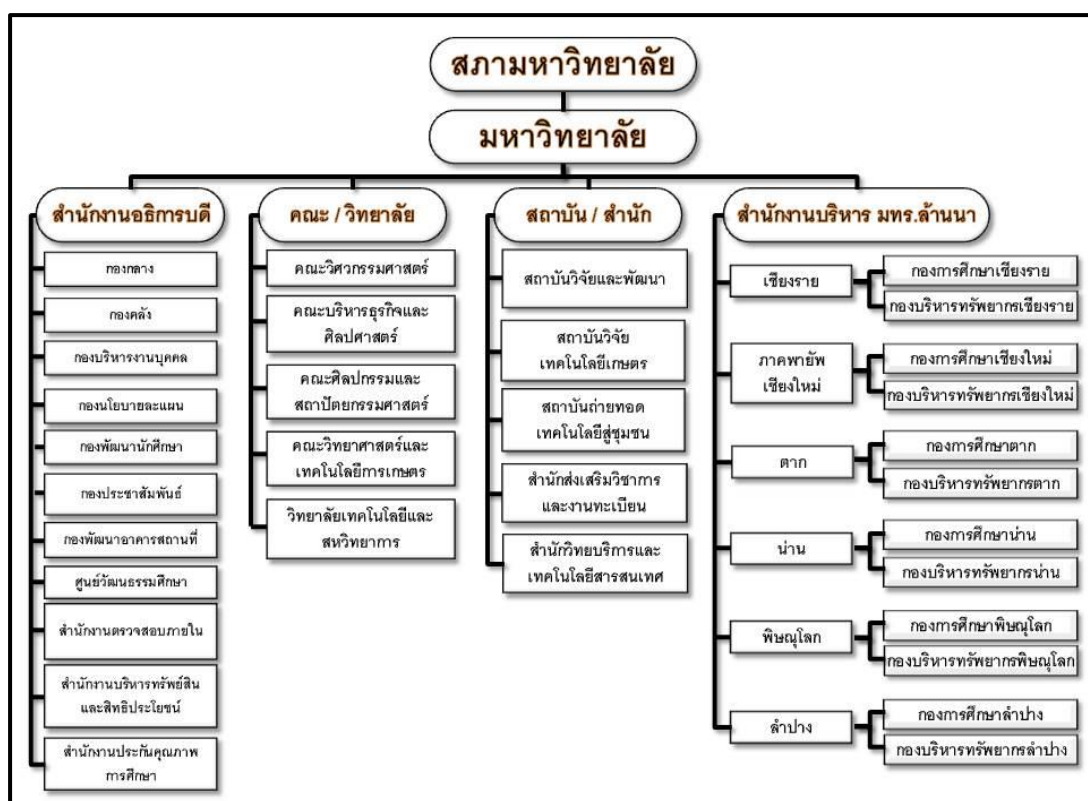 สภามหาวิทยาลัย
มหาวิทยาลัย
สำนักงานอธิการบดี
กองกลาง
กองคลัง
กองบริหารงานบุคคล
กองนโยบายละแผน
กองพัฒนานักศึกษา
กองประชาสัมพันธ์
กองพัฒนาอาคารสถานที่
ศูนย์วัฒนธรรมศึกษา
สำนักงานตรวจสอบภายใน
สำนักงานบริหารทรัพย์สิน
และสิทธิประโยชน์
สำนักงานประกันคุณภาพ
การศึกษา
คณะ / วิทยาลัย
คณะวิศวกรรมศาสตร์
คณะบริหารธุรกิจและ
ศิลปศาสตร์
คณะศิลปกรรมและ
สถาปัตยกรรมศาสตร์
คณะวิทยาศาสตร์และ
เทคโนโลยีการเกษตร
วิทยาลัยเทคโนโลยีและ
สหวิทยาการ
สถาบัน / สำนัก
สถาบันวิจัยและพัฒนา
สถาบันวิจัย
เทคโนโลยีเกษตร
สถาบันถ่ายทอด
เทคโนโลยีสู่ชุมชน
สำนักส่งเสริมวิชาการ
และงานทะเบียน
สำนักวิทยบริการและ
เทคโนโลยีสารสนเทศ
สำนักงานบริหาร มทร.ล้านนา
เชียงราย
กองการศึกษาเชียงราย
กองบริหารทรัพยากรเชียงราย
ภาคพายัพ
เชียงใหม่
กองการศึกษาเชียงใหม่
กองบริหารทรัพยากรเชียงใหม่
ตาก
กองการศึกษาตาก
กองบริหารทรัพยากรตาก
น่าน
กองการศึกษาน่าน
กองบริหารทรัพยากรน่าน
พิษณุโลก
กองการศึกษาพิษณุโลก
กองบริหารทรัพยากรพิษณุโลก
ลำปาง
กองการศึกษาลำปาง
กองบริหารทรัพยากรลำปาง